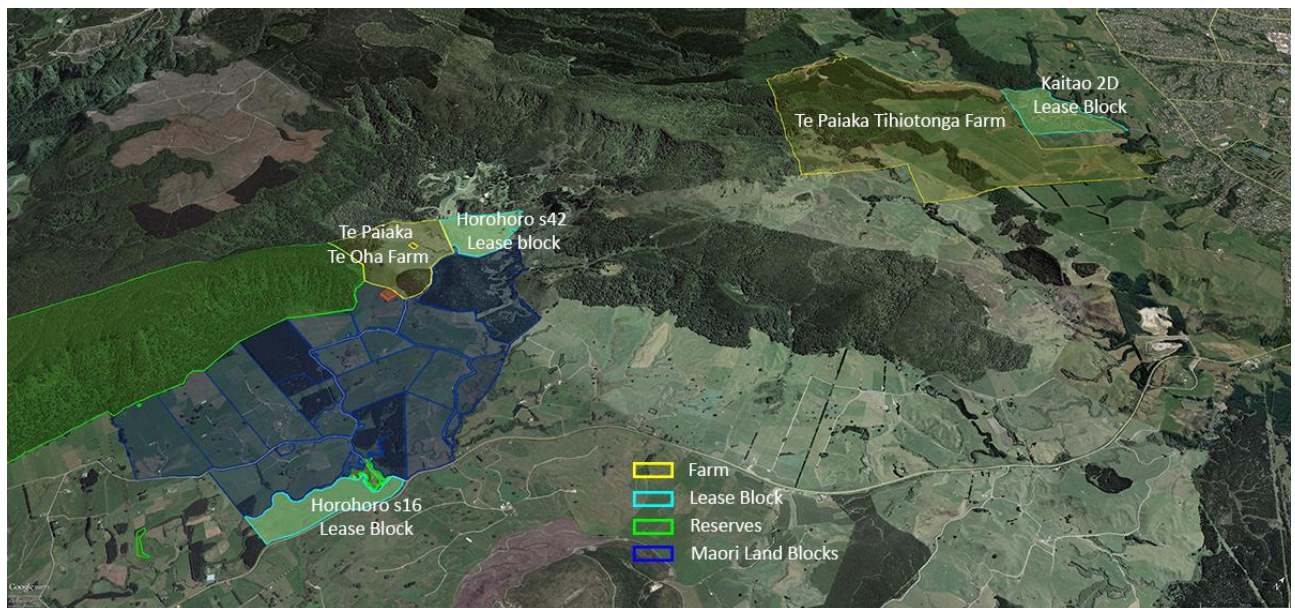 Kaitao 2D
Lease Block
Te Paiaka Tihiotonga Farm
Horohoro s42
Lease block
Te Paiaka
Te Oha Farm
Horohoro s16
Lease Block
Farm
Lease Block
Reserves
Maori Land Blocks
Google